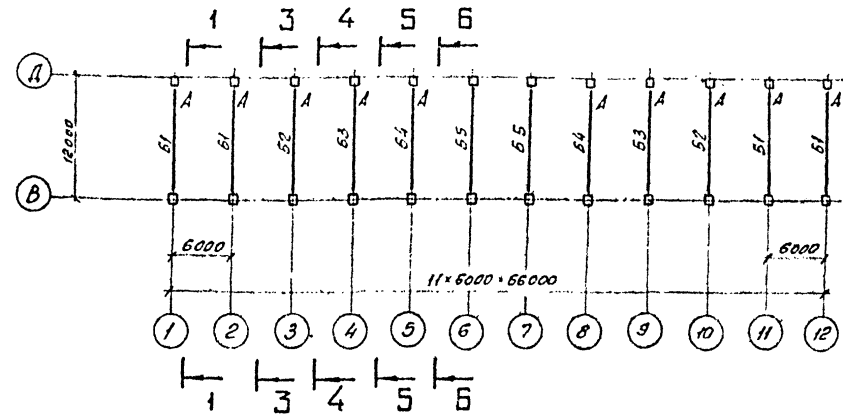 1 3 4 5 6
Д
А А А А А А А А А А
12000
Б1 Б1 Б2 Б3 Б4 Б5 Б5 Б4 Б3 Б2 Б1 Б1
В
6000 6000
11×6000=66000
1 2 3 4 5 6 7 8 9 10 11 12
1 3 4 5 6